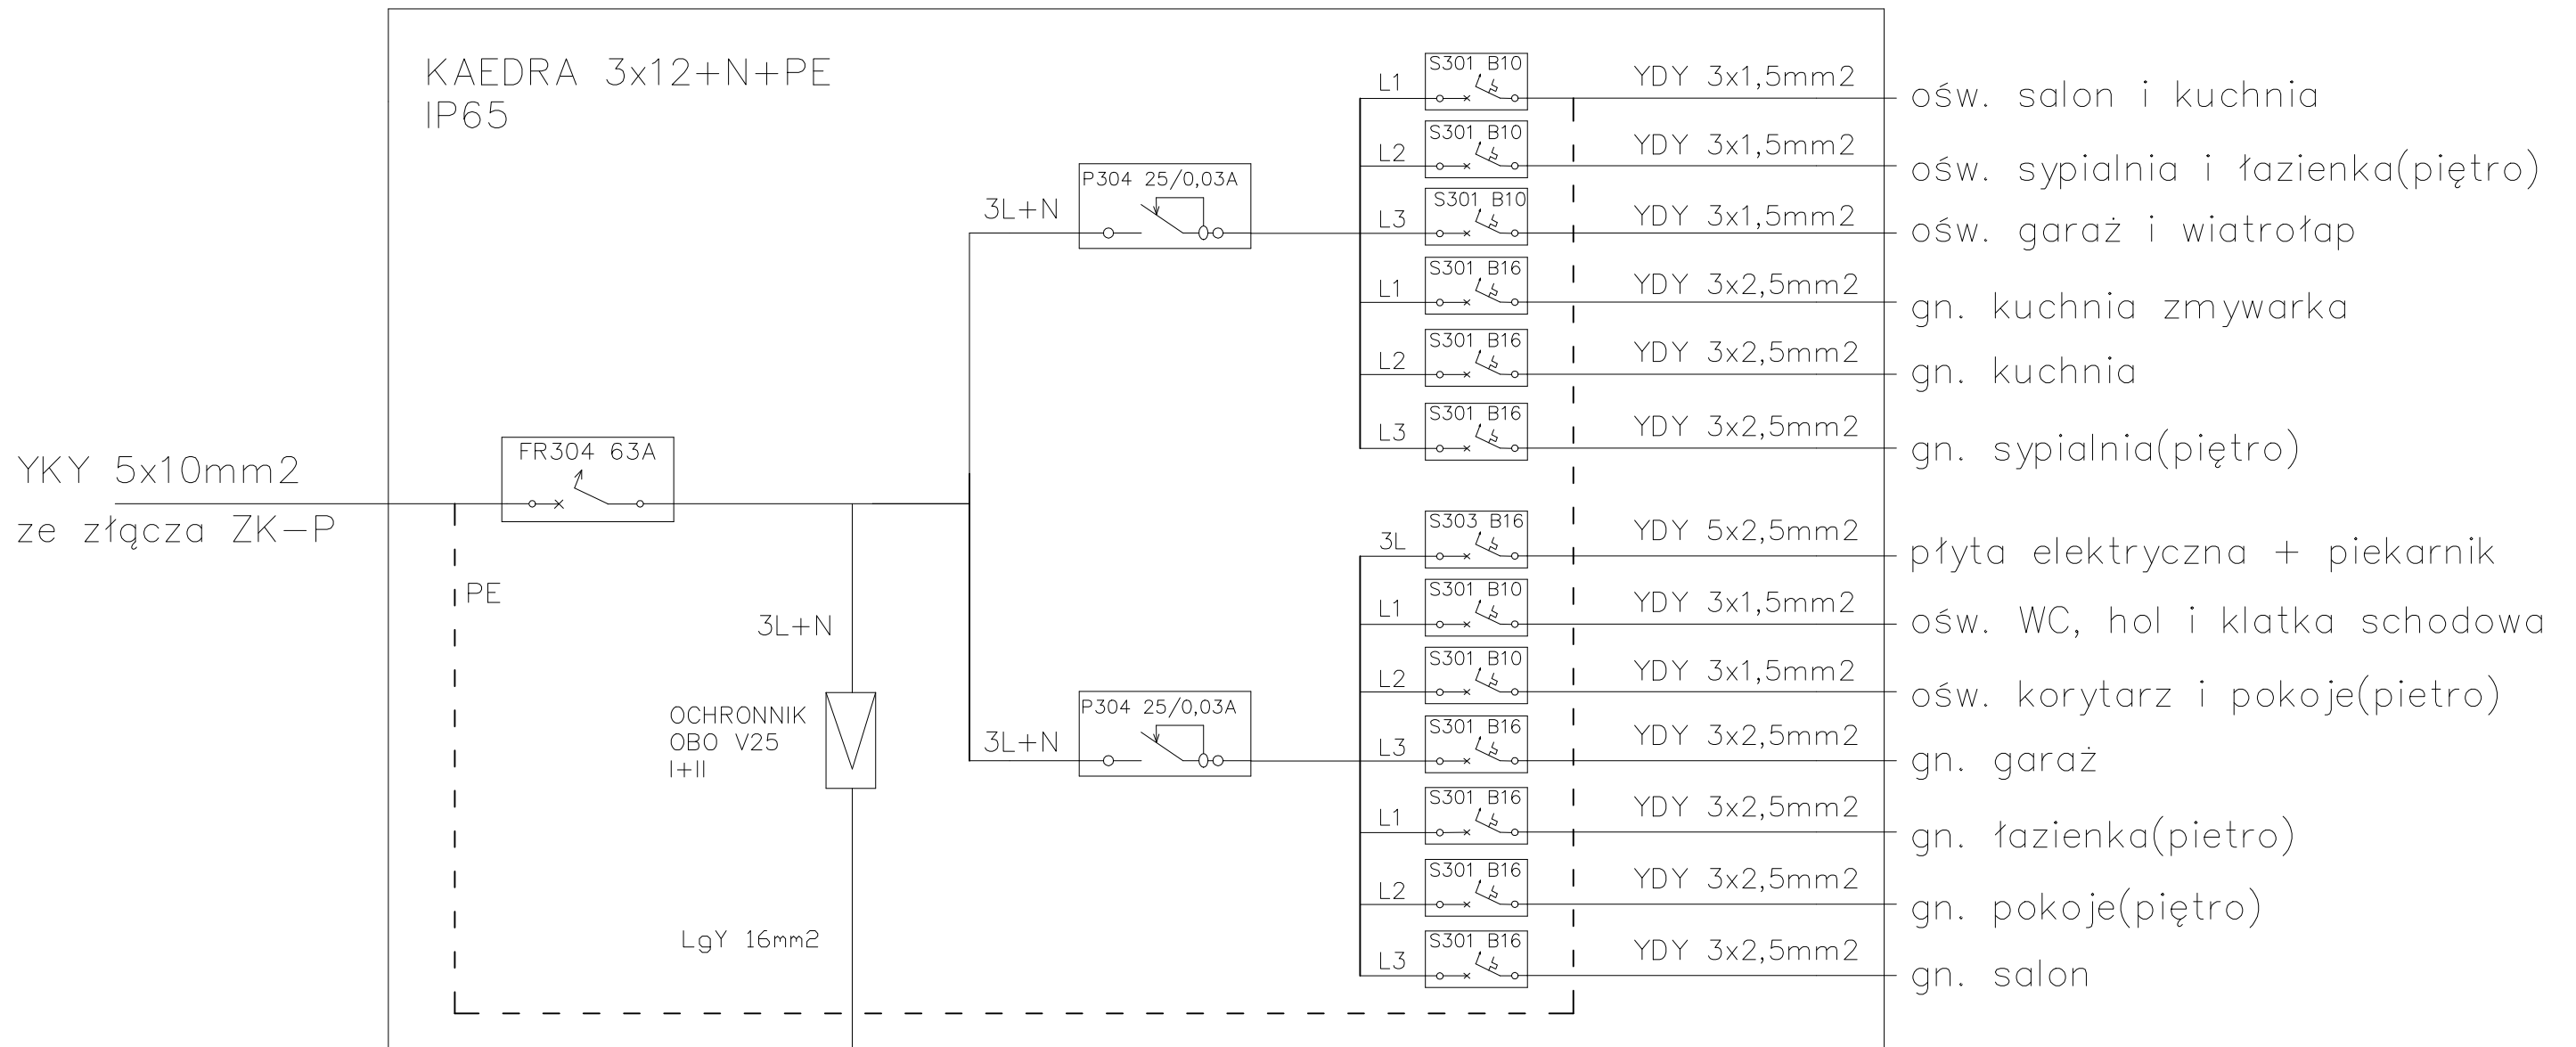 KAEDRA 3x12+N+PE
IP65
YKY 5x10mm2
ze złącza ZK-P
FR304 63A
PE
3L+N
OCHRONNIK
OBO V25
I+II
LgY 16mm2
3L+N
P304 25/0,03A
L1
S301 B10
YDY 3x1,5mm2
ośw. salon i kuchnia
L2
S301 B10
YDY 3x1,5mm2
ośw. sypialnia i łazienka(piętro)
L3
S301 B10
YDY 3x1,5mm2
ośw. garaż i wiatrołap
L1
S301 B16
YDY 3x2,5mm2
gn. kuchnia zmywarka
L2
S301 B16
YDY 3x2,5mm2
gn. kuchnia
L3
S301 B16
YDY 3x2,5mm2
gn. sypialnia(piętro)
3L+N
P304 25/0,03A
3L
S303 B16
YDY 5x2,5mm2
płyta elektryczna + piekarnik
L1
S301 B10
YDY 3x1,5mm2
ośw. WC, hol i klatka schodowa
L2
S301 B10
YDY 3x1,5mm2
ośw. korytarz i pokoje(pietro)
L3
S301 B16
YDY 3x2,5mm2
gn. garaż
L1
S301 B16
YDY 3x2,5mm2
gn. łazienka(pietro)
L2
S301 B16
YDY 3x2,5mm2
gn. pokoje(piętro)
L3
S301 B16
YDY 3x2,5mm2
gn. salon